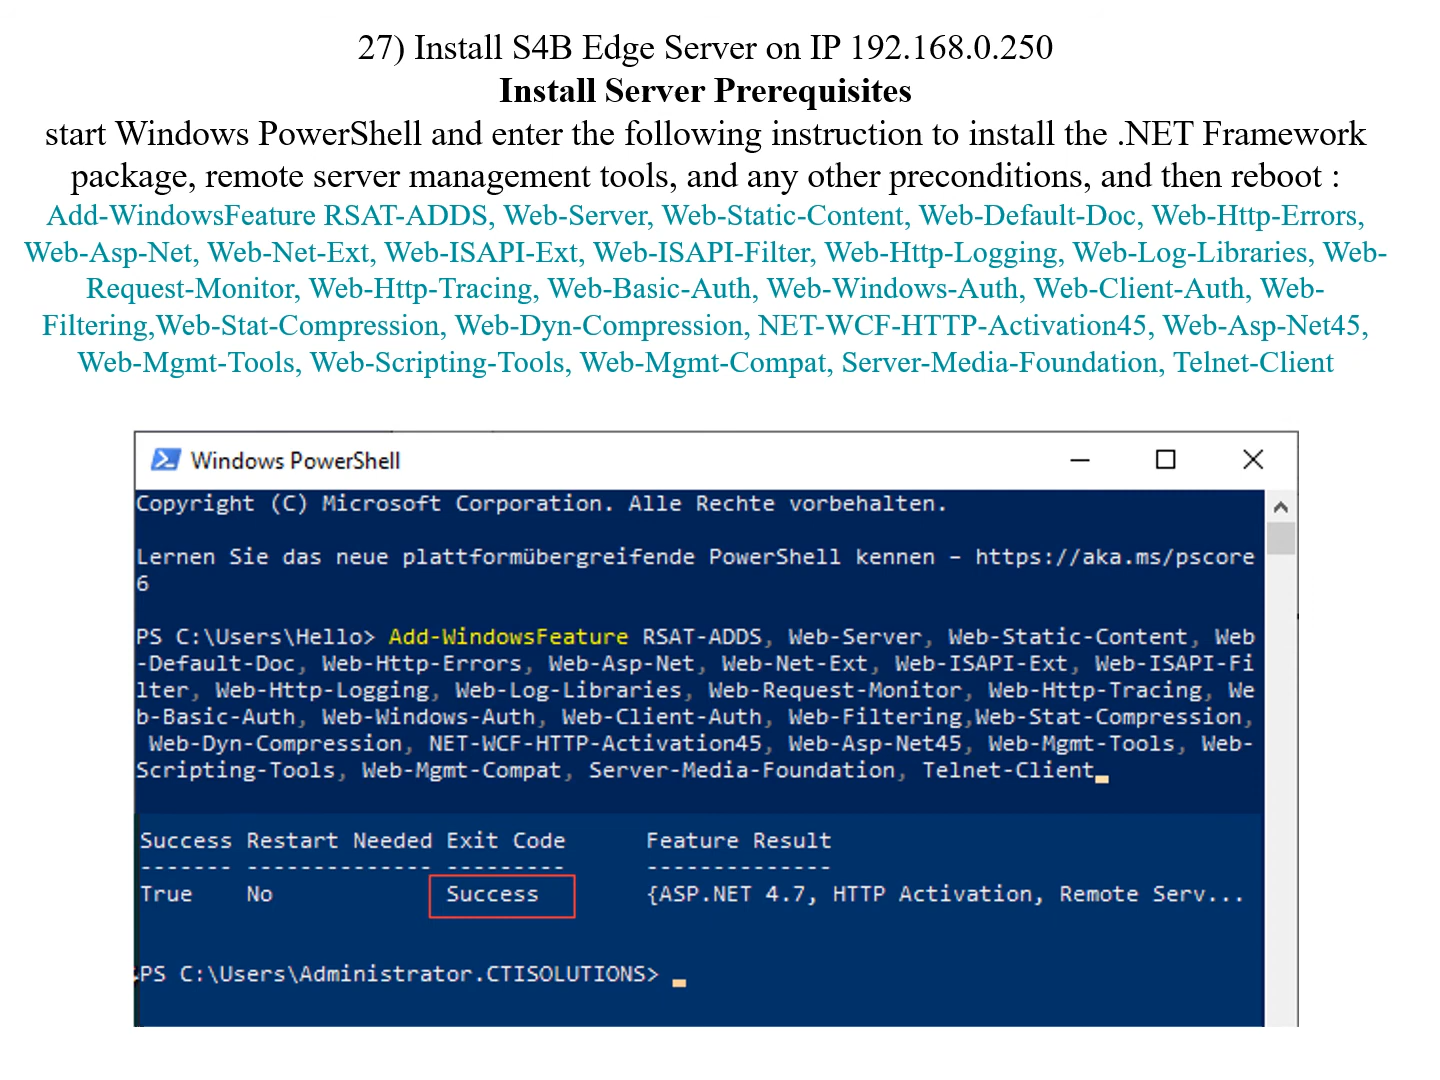 27) Install S4B Edge Server on IP 192.168.0.250
Install Server Prerequisites
start Windows PowerShell and enter the following instruction to install the .NET Framework
package, remote server management tools, and any other preconditions, and then reboot :
Add-WindowsFeature RSAT-ADDS, Web-Server, Web-Static-Content, Web-Default-Doc, Web-Http-Errors,
Web-Asp-Net, Web-Net-Ext, Web-ISAPI-Ext, Web-ISAPI-Filter, Web-Http-Logging, Web-Log-Libraries, Web-
Request-Monitor, Web-Http-Tracing, Web-Basic-Auth, Web-Windows-Auth, Web-Client-Auth, Web-
Filtering,Web-Stat-Compression, Web-Dyn-Compression, NET-WCF-HTTP-Activation45, Web-Asp-Net45,
Web-Mgmt-Tools, Web-Scripting-Tools, Web-Mgmt-Compat, Server-Media-Foundation, Telnet-Client
Windows PowerShell
Copyright (C) Microsoft Corporation. Alle Rechte vorbehalten.
Lernen Sie das neue plattformübergreifende PowerShell kennen – https://aka.ms/pscore
6
PS C:\Users\Hello> Add-WindowsFeature RSAT-ADDS, Web-Server, Web-Static-Content, Web
-Default-Doc, Web-Http-Errors, Web-Asp-Net, Web-Net-Ext, Web-ISAPI-Ext, Web-ISAPI-Fi
lter, Web-Http-Logging, Web-Log-Libraries, Web-Request-Monitor, Web-Http-Tracing, We
b-Basic-Auth, Web-Windows-Auth, Web-Client-Auth, Web-Filtering,Web-Stat-Compression,
Web-Dyn-Compression, NET-WCF-HTTP-Activation45, Web-Asp-Net45, Web-Mgmt-Tools, Web-
Scripting-Tools, Web-Mgmt-Compat, Server-Media-Foundation, Telnet-Client
Success Restart Needed Exit Code Feature Result
------- -------------- --------- --------------
True No Success {ASP.NET 4.7, HTTP Activation, Remote Serv...
PS C:\Users\Administrator.CTISOLUTIONS>